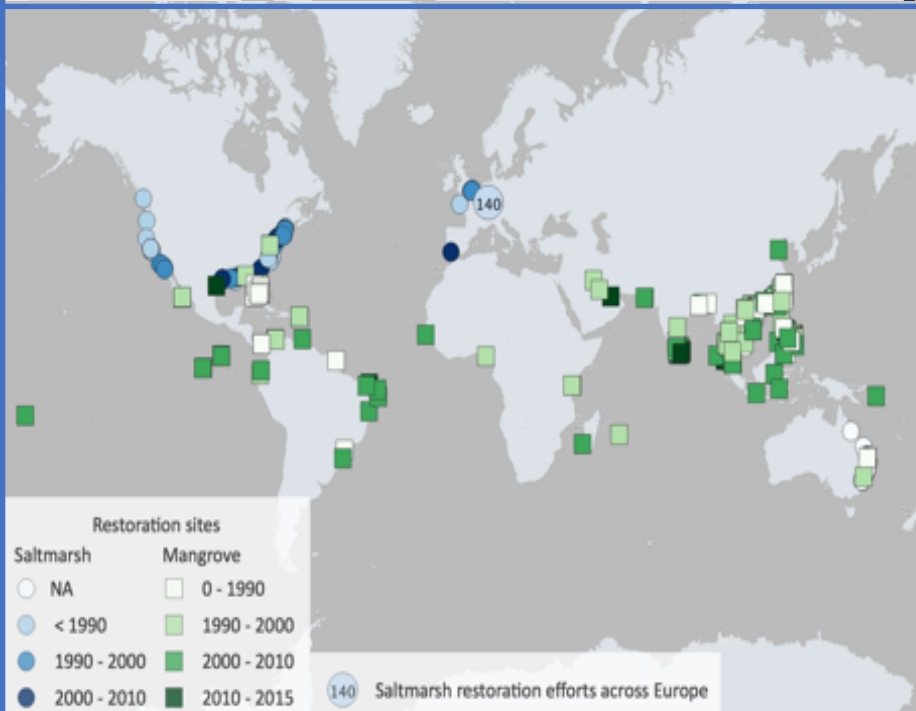 140
Restoration sites
Saltmarsh Mangrove
NA 0 - 1990
< 1990 1990 - 2000
1990 - 2000 2000 - 2010
2000 - 2010 2010 - 2015
140 Saltmarsh restoration efforts across Europe